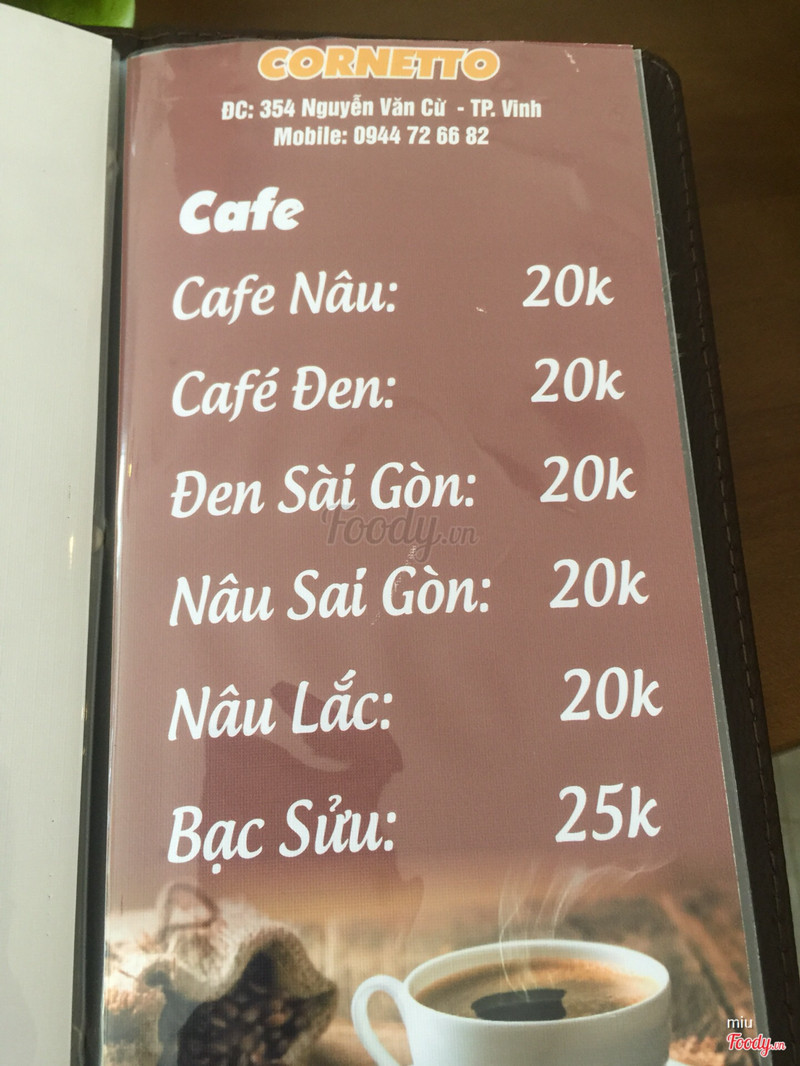 CORNETTO
ĐC: 354 Nguyễn Văn Cừ - TP. Vinh
Mobile: 0944 72 66 82
Cafe
Cafe Nâu: 20k
Café Đen: 20k
Đen Sài Gòn: 20k
Foody.vn
Nâu Sai Gòn: 20k
Nâu Lắc: 20k
Bạc Sửu: 25k
miu
Foody.vn